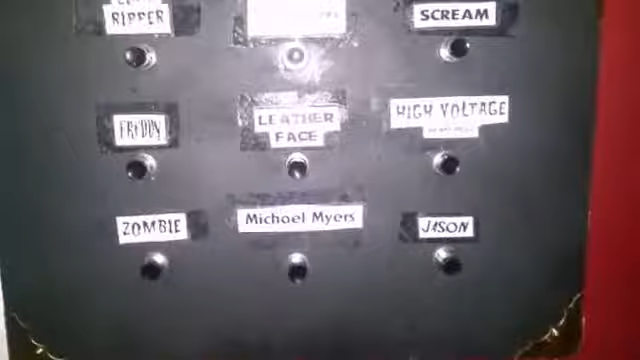 RIPPER
SCREAM
FREDDY
LEATHER
FACE
HIGH VOLTAGE
ZOMBIE
Michael Myers
JASON